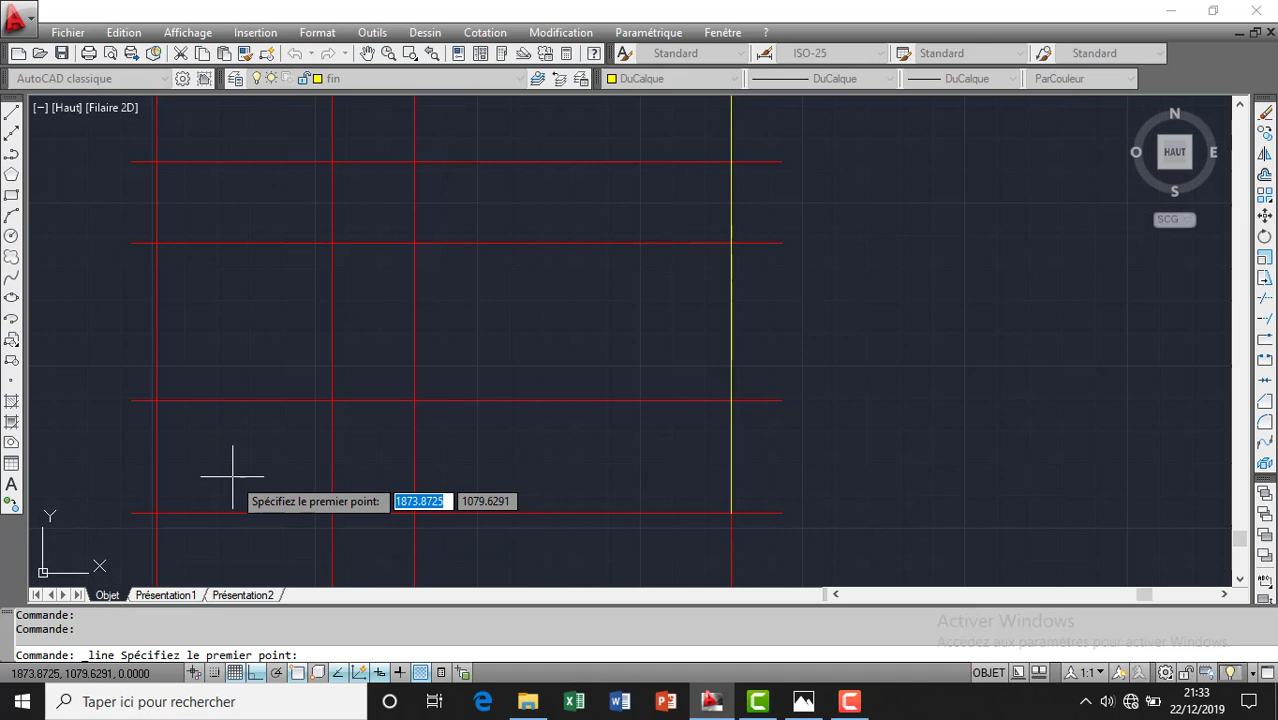 Fichier Edition Affichage Insertion Format Outils Dessin Cotation Modification Paramétrique Fenêtre ?
Standard ISO-25 Standard Standard
AutoCAD classique fin DuCalque DuCalque DuCalque ParCouleur
[−] [Haut] [Filaire 2D]
N
O HAUT E
S
SCG
Spécifiez le premier point: 1873.8725 1079.6291
Y
X
Objet Présentation1 Présentation2
Commande:
Activer Windows
Commande:
Accédez aux paramètres pour activer Windows.
Commande: _line Spécifiez le premier point:
1873.8725, 1079.6291, 0.0000 OBJET 1:1
Taper ici pour rechercher
21:33
22/12/2019